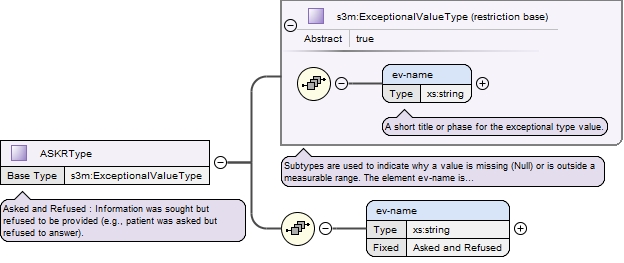 s3m:ExceptionalValueType (restriction base)
Abstract true
ev-name
Type xs:string
A short title or phase for the exceptional type value.
ASKRType
Base Type s3m:ExceptionalValueType
Subtypes are used to indicate why a value is missing (Null) or is outside a
measurable range. The element ev-name is...
Asked and Refused : Information was sought but
refused to be provided (e.g., patient was asked but
refused to answer).
ev-name
Type xs:string
Fixed Asked and Refused